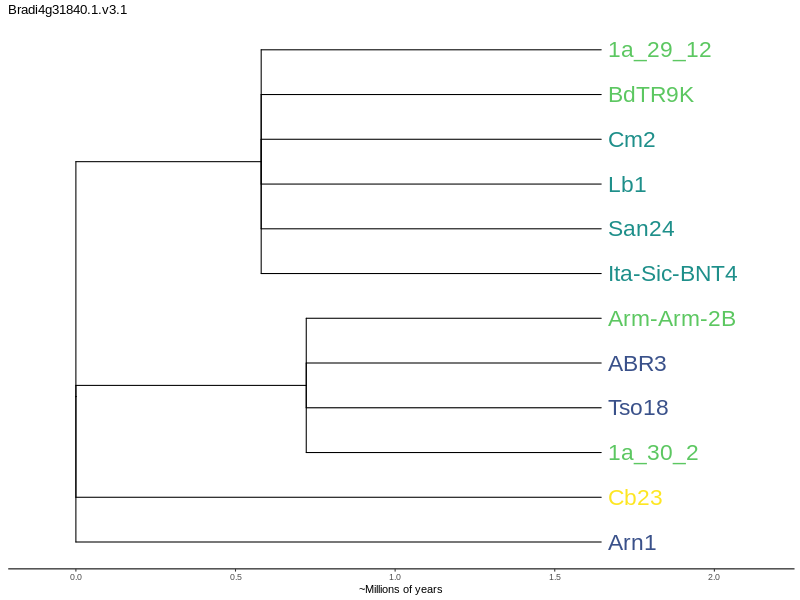 Bradi4g31840.1.v3.1
1a_29_12
BdTR9K
Cm2
Lb1
San24
Ita-Sic-BNT4
Arm-Arm-2B
ABR3
Tso18
1a_30_2
Cb23
Arn1
0.0 0.5 1.0 1.5 2.0
~Millions of years